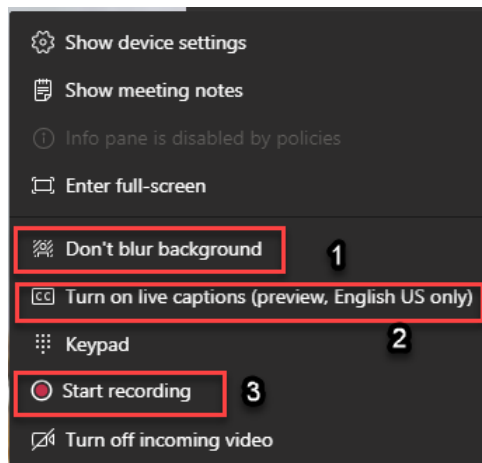 Show device settings
Show meeting notes
Info pane is disabled by policies
Enter full-screen
Don't blur background
1
CC Turn on live captions (preview, English US only)
2
Keypad
Start recording 3
Turn off incoming video